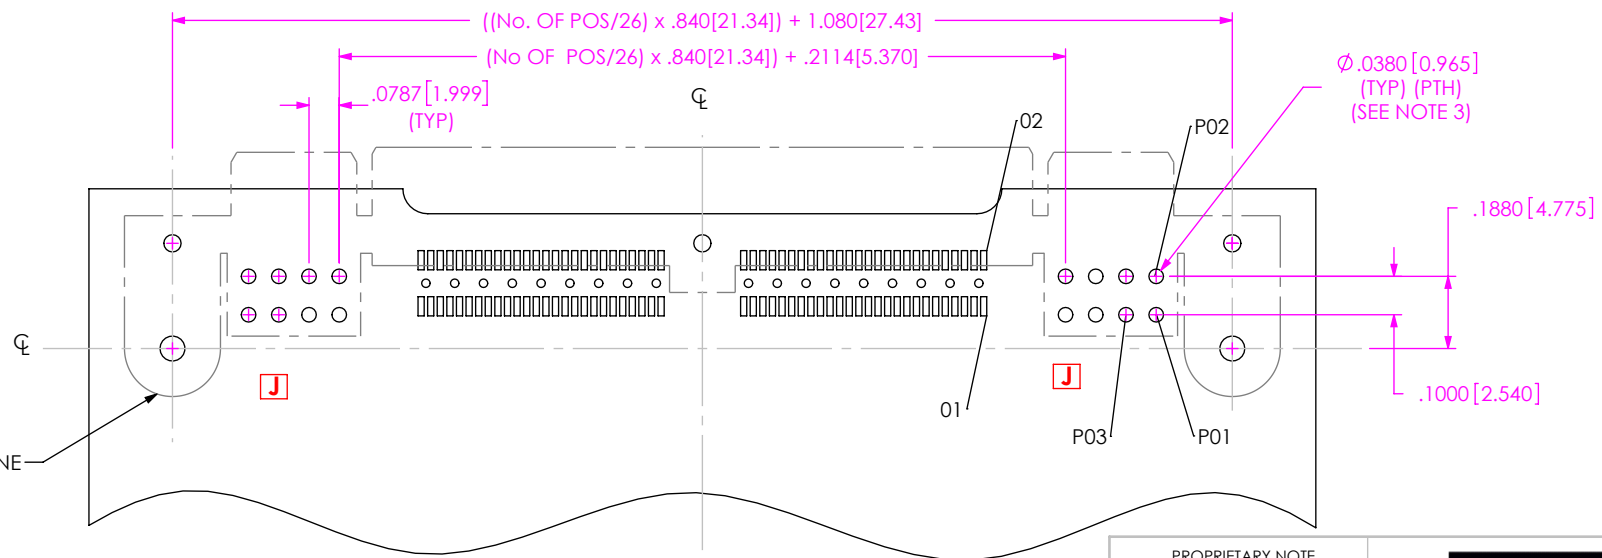 ((No. OF POS/26) x .840[21.34]) + 1.080[27.43]
(No OF POS/26) x .840[21.34]) + .2114[5.370]
Ø.0380[0.965]
(TYP) (PTH)
(SEE NOTE 3)
.0787[1.999]
(TYP)
℄
02
P02
.1880[4.775]
℄
J
J
.1000[2.540]
01
P03
P01
NE
PROPRIETARY NOTE